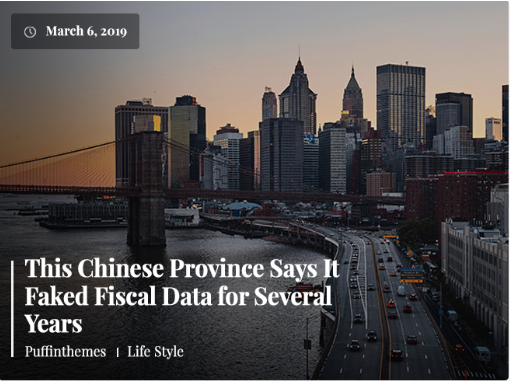 March 6, 2019
This Chinese Province Says It
Faked Fiscal Data for Several
Years
Puffinthemes | Life Style